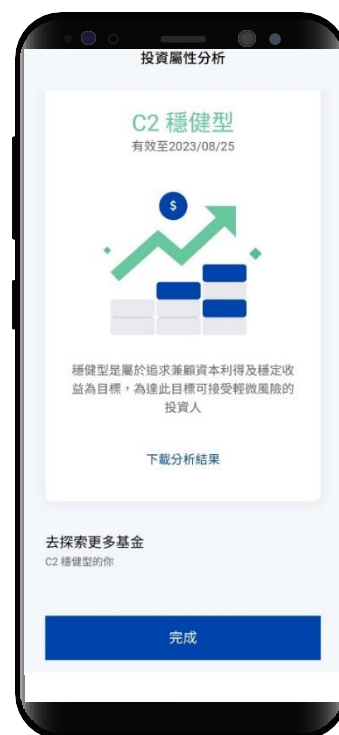 投資屬性分析
C2 穩健型
有效至2023/08/25
$
穩健型是屬於追求兼顧資本利得及穩定收
益為目標，為達此目標可接受輕微風險的
投資人
下載分析結果
去探索更多基金
C2 穩健型的你
完成